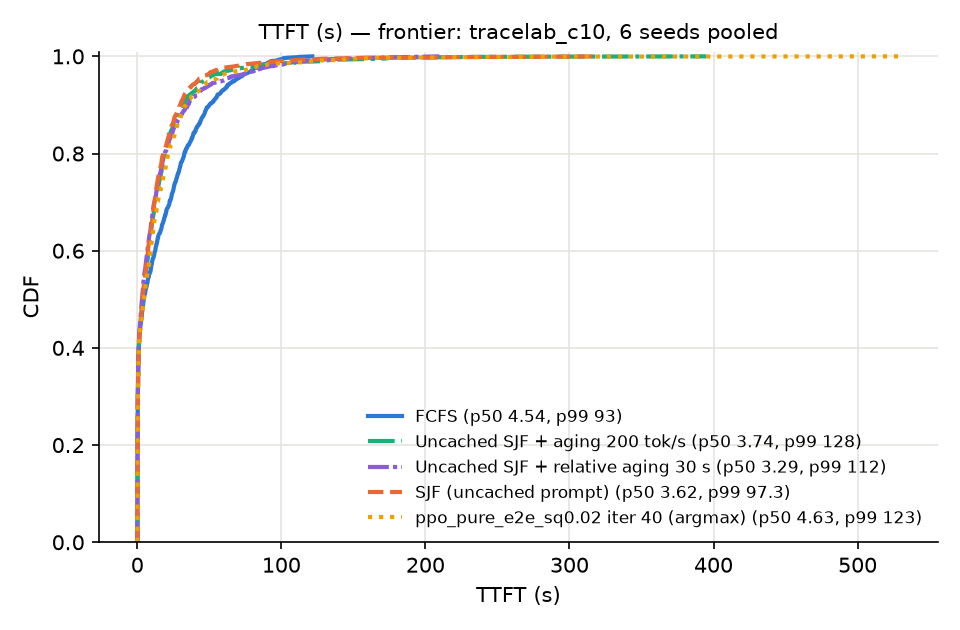 TTFT (s) — frontier: tracelab_c10, 6 seeds pooled
CDF
1.0
0.8
0.6
0.4
0.2
0.0
FCFS (p50 4.54, p99 93)
Uncached SJF + aging 200 tok/s (p50 3.74, p99 128)
Uncached SJF + relative aging 30 s (p50 3.29, p99 112)
SJF (uncached prompt) (p50 3.62, p99 97.3)
ppo_pure_e2e_sq0.02 iter 40 (argmax) (p50 4.63, p99 123)
0 100 200 300 400 500
TTFT (s)